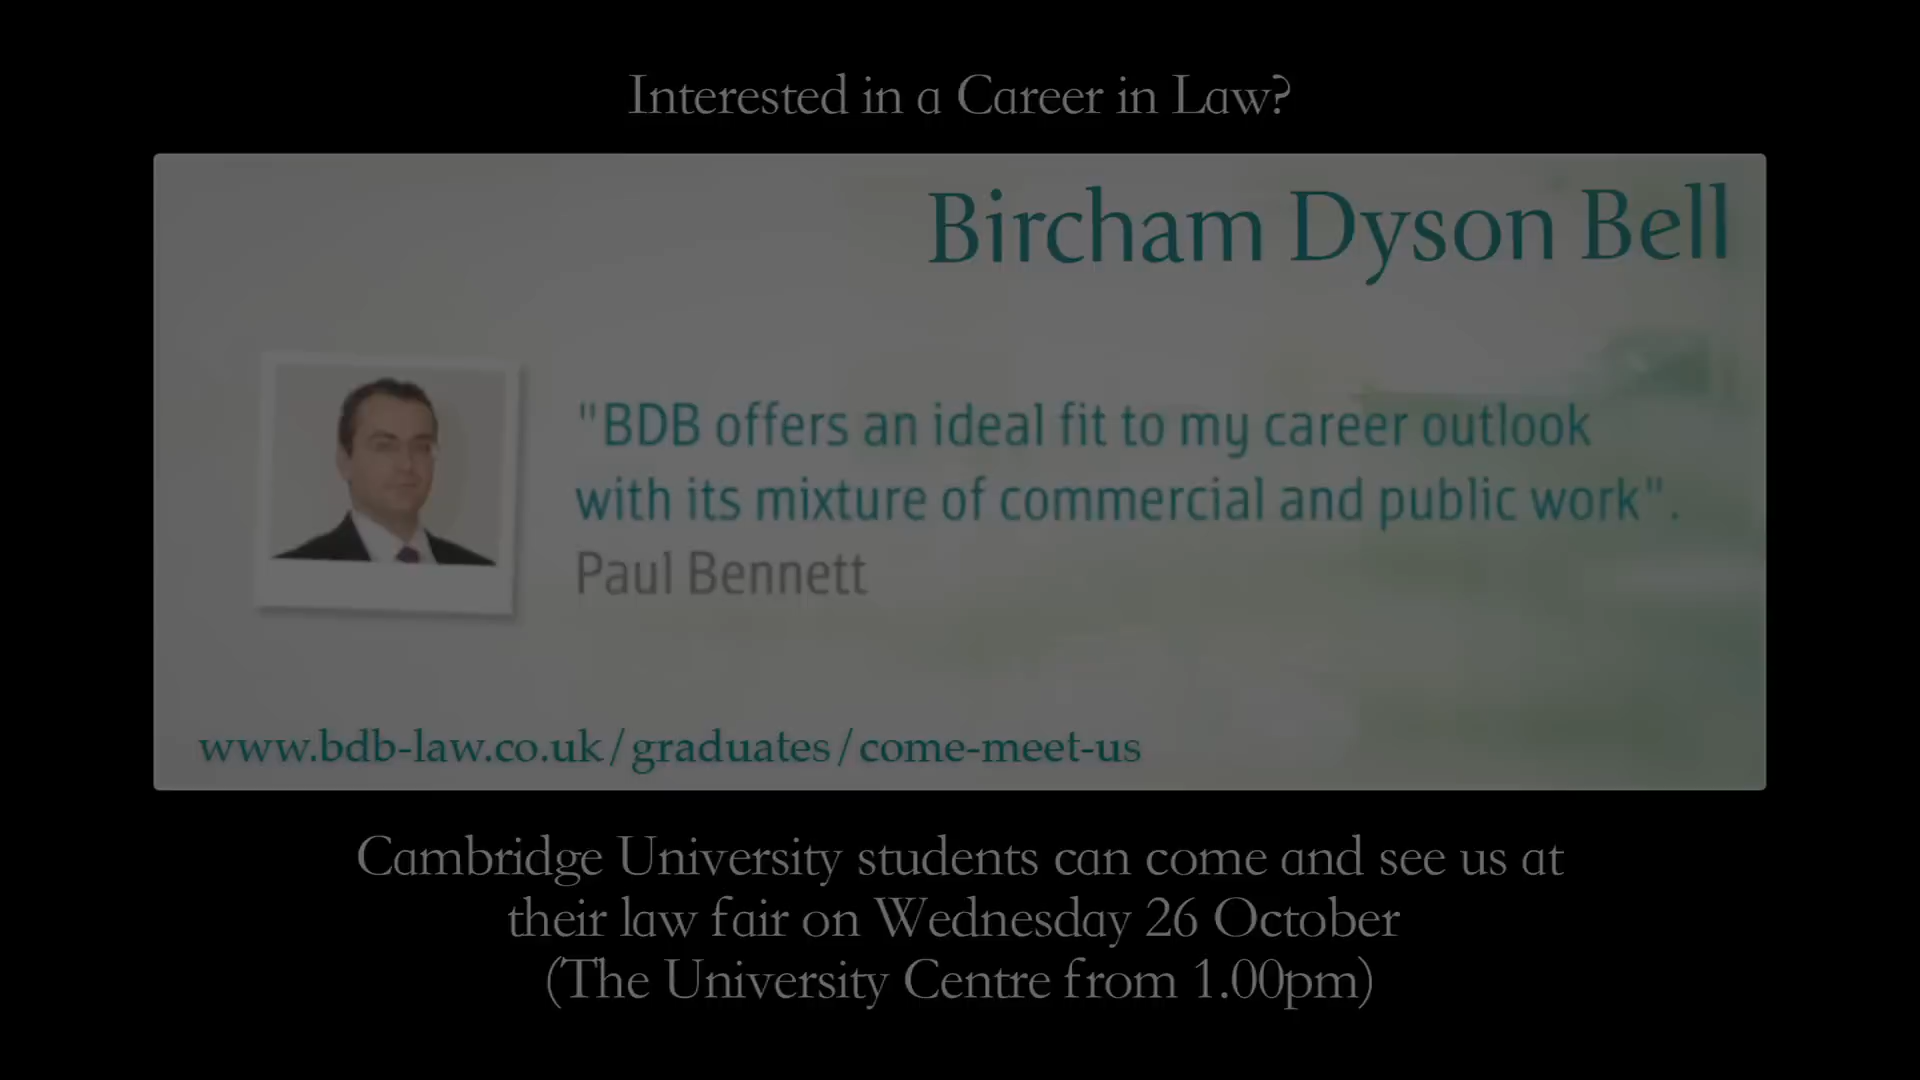 Interested in a Career in Law?
Bircham Dyson Bell
"BDB offers an ideal fit to my career outlook
with its mixture of commercial and public work".
Paul Bennett
www.bdb-law.co.uk/graduates/come-meet-us
Cambridge University students can come and see us at
their law fair on Wednesday 26 October
(The University Centre from 1.00pm)